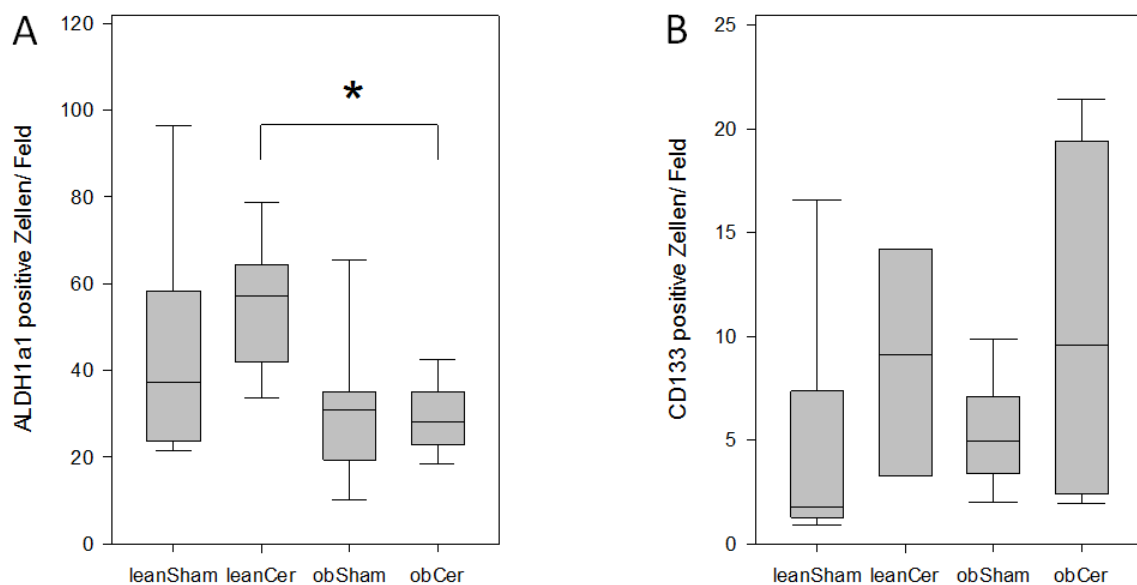 A
ALDH1a1 positive Zellen/ Feld
120
100
80
60
40
20
0
*
leanSham leanCer obSham obCer
B
CD133 positive Zellen/ Feld
25
20
15
10
5
0
leanSham leanCer obSham obCer